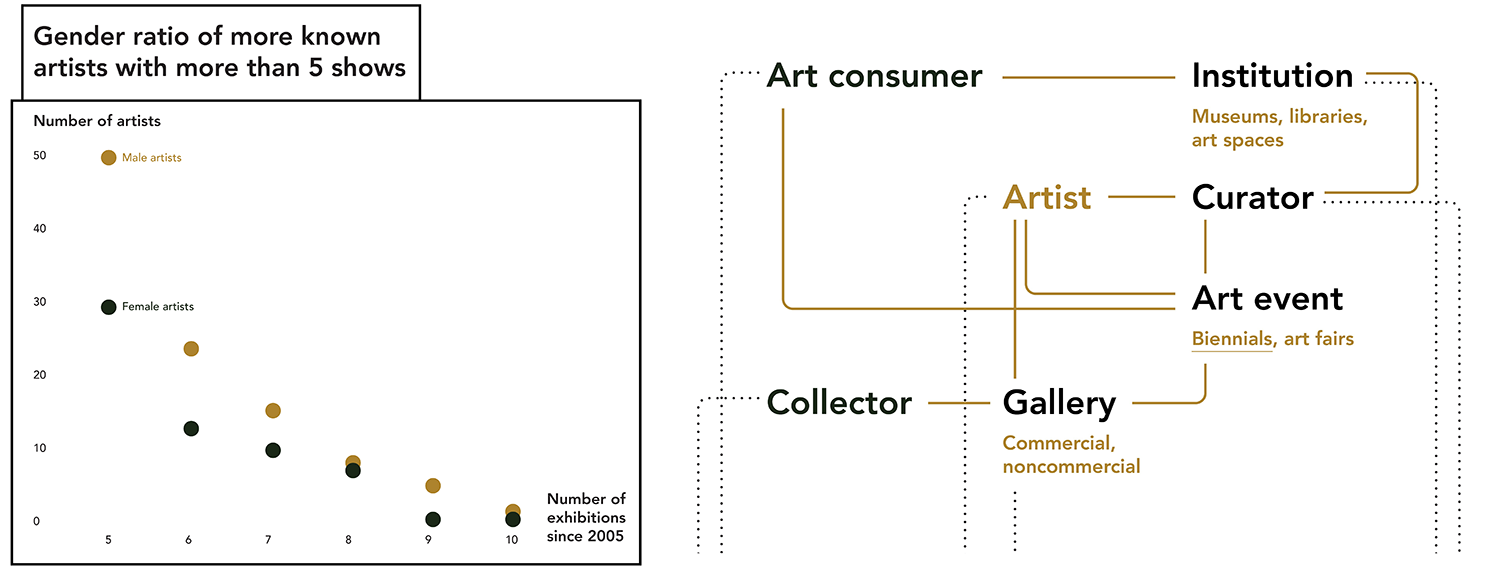 Gender ratio of more known
artists with more than 5 shows
Number of artists
50
Male artists
40
30
Female artists
20
10
0
5 6 7 8 9 10
Number of
exhibitions
since 2005
Art consumer
Institution
Museums, libraries,
art spaces
Artist
Curator
Art event
Biennials, art fairs
Collector
Gallery
Commercial,
noncommercial